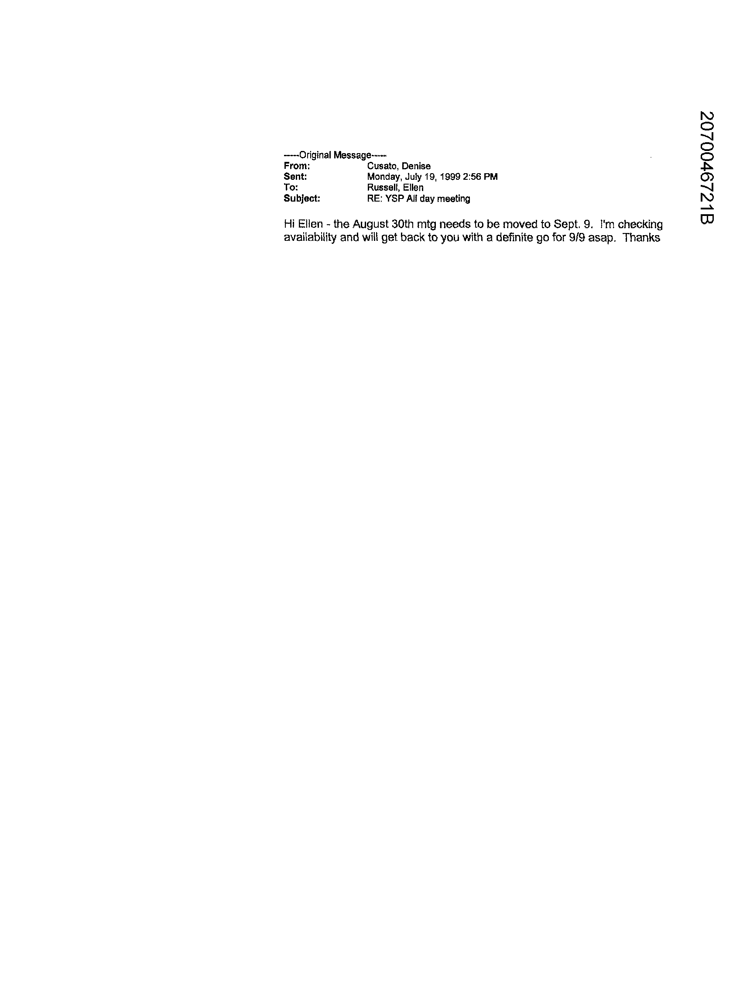 -----Original Message-----
From: Cusato, Denise
Sent: Monday, July 19, 1999 2:56 PM
To: Russell, Ellen
Subject: RE: YSP All day meeting
Hi Ellen - the August 30th mtg needs to be moved to Sept. 9. I'm checking
availability and will get back to you with a definite go for 9/9 asap. Thanks
2070046721B